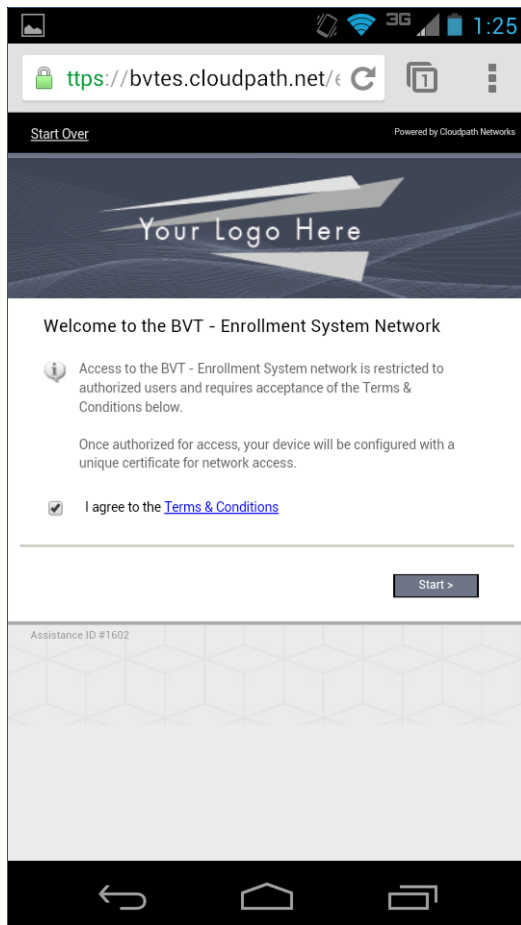 3G 1:25
ttps://bvtes.cloudpath.net/e 1
Start Over Powered by Cloudpath Networks
Your Logo Here
Welcome to the BVT - Enrollment System Network
Access to the BVT - Enrollment System network is restricted to
authorized users and requires acceptance of the Terms &
Conditions below.
Once authorized for access, your device will be configured with a
unique certificate for network access.
I agree to the Terms & Conditions
Start >
Assistance ID #1602